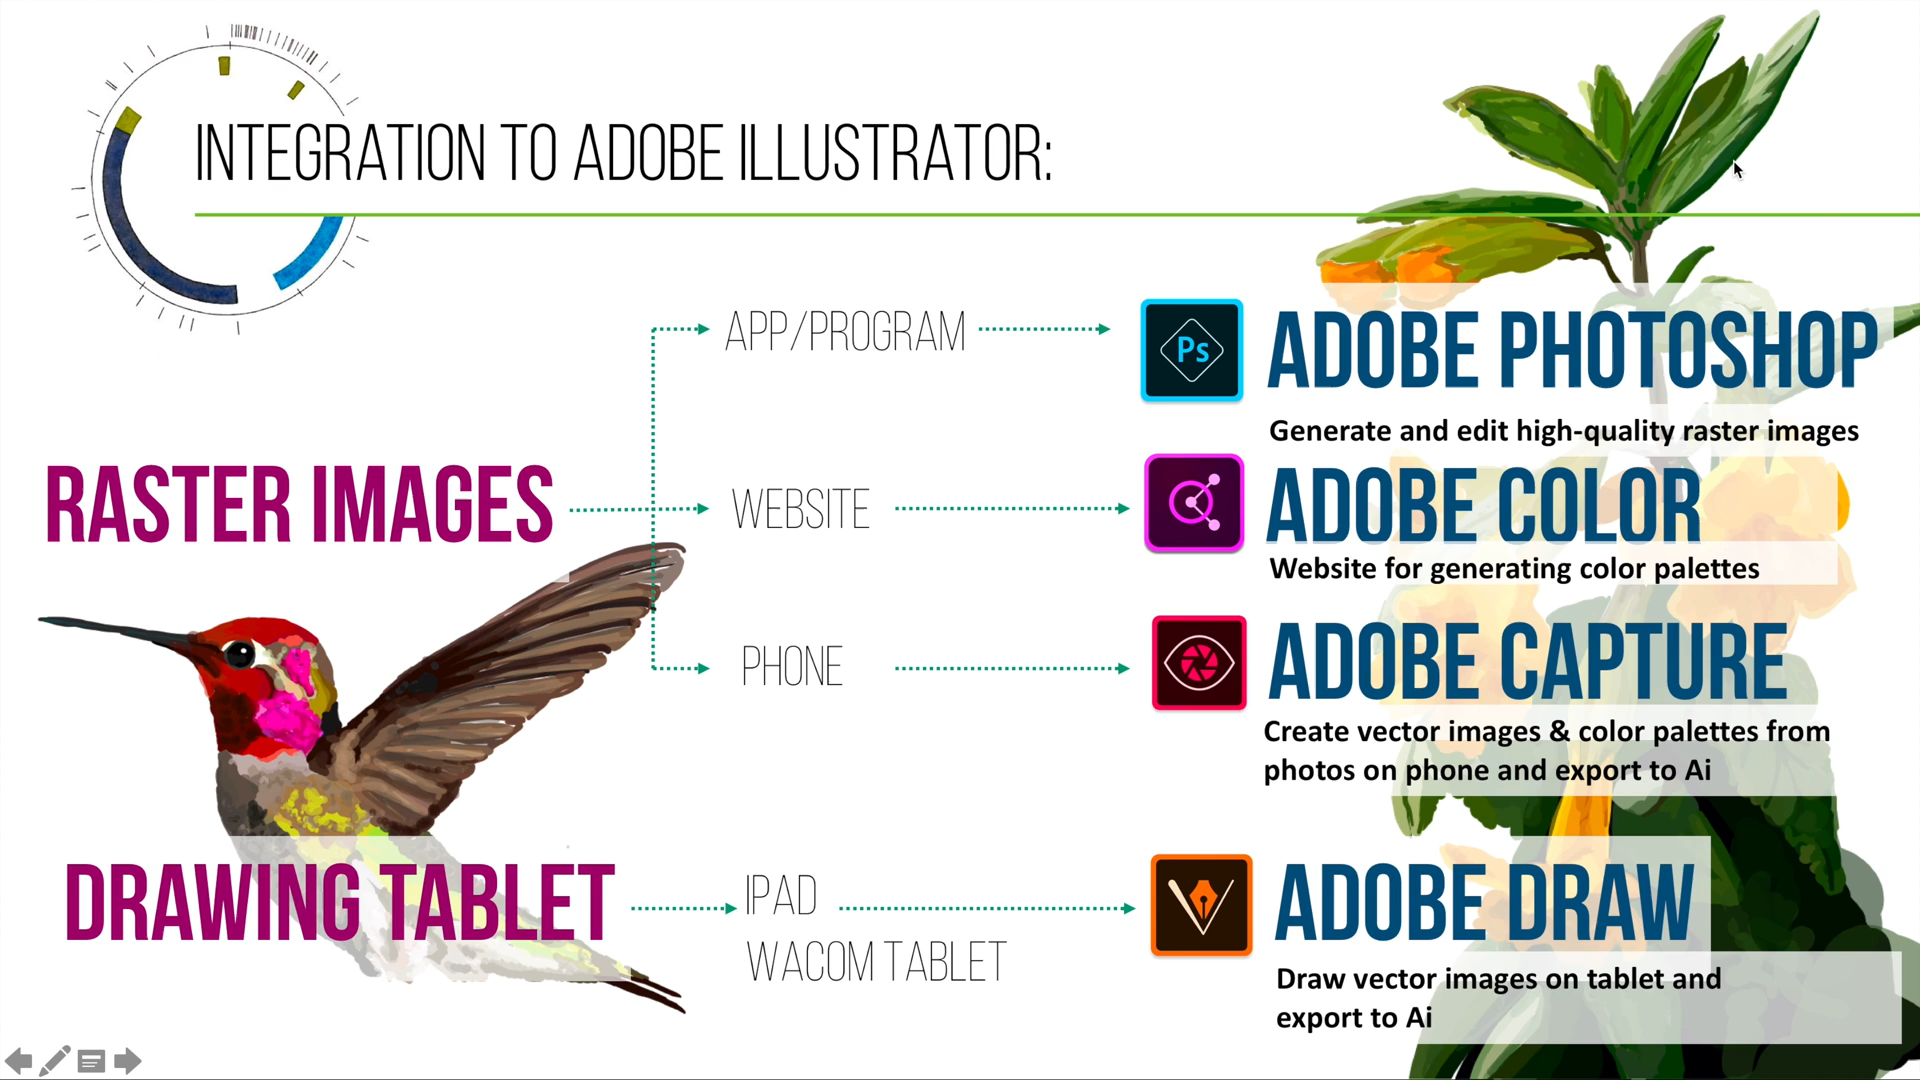 INTEGRATION TO ADOBE ILLUSTRATOR:
RASTER IMAGES
APP/PROGRAM
Ps
ADOBE PHOTOSHOP
Generate and edit high-quality raster images
WEBSITE
ADOBE COLOR
Website for generating color palettes
PHONE
ADOBE CAPTURE
Create vector images & color palettes from
photos on phone and export to Ai
DRAWING TABLET
IPAD
WACOM TABLET
ADOBE DRAW
Draw vector images on tablet and
export to Ai